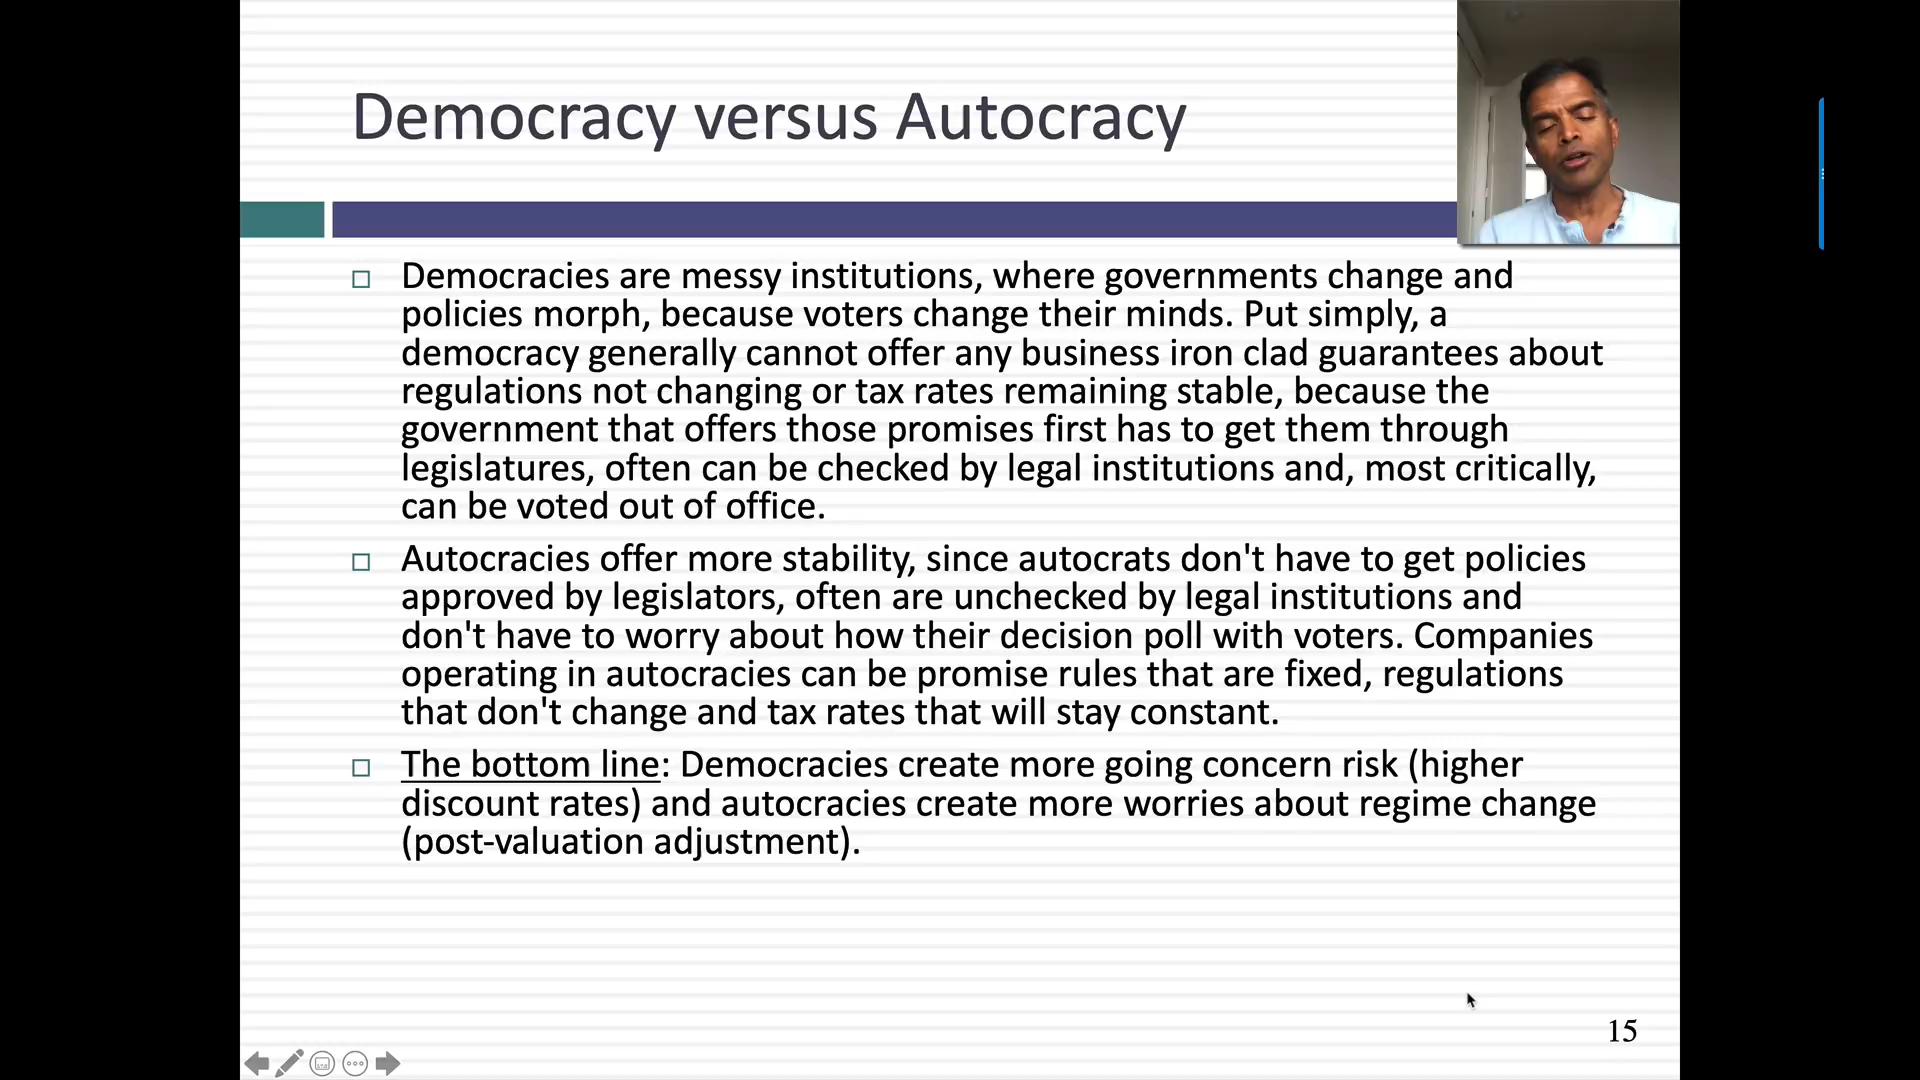 Democracy versus Autocracy
Democracies are messy institutions, where governments change and
policies morph, because voters change their minds. Put simply, a
democracy generally cannot offer any business iron clad guarantees about
regulations not changing or tax rates remaining stable, because the
government that offers those promises first has to get them through
legislatures, often can be checked by legal institutions and, most critically,
can be voted out of office.
Autocracies offer more stability, since autocrats don't have to get policies
approved by legislators, often are unchecked by legal institutions and
don't have to worry about how their decision poll with voters. Companies
operating in autocracies can be promise rules that are fixed, regulations
that don't change and tax rates that will stay constant.
The bottom line: Democracies create more going concern risk (higher
discount rates) and autocracies create more worries about regime change
(post-valuation adjustment).
15